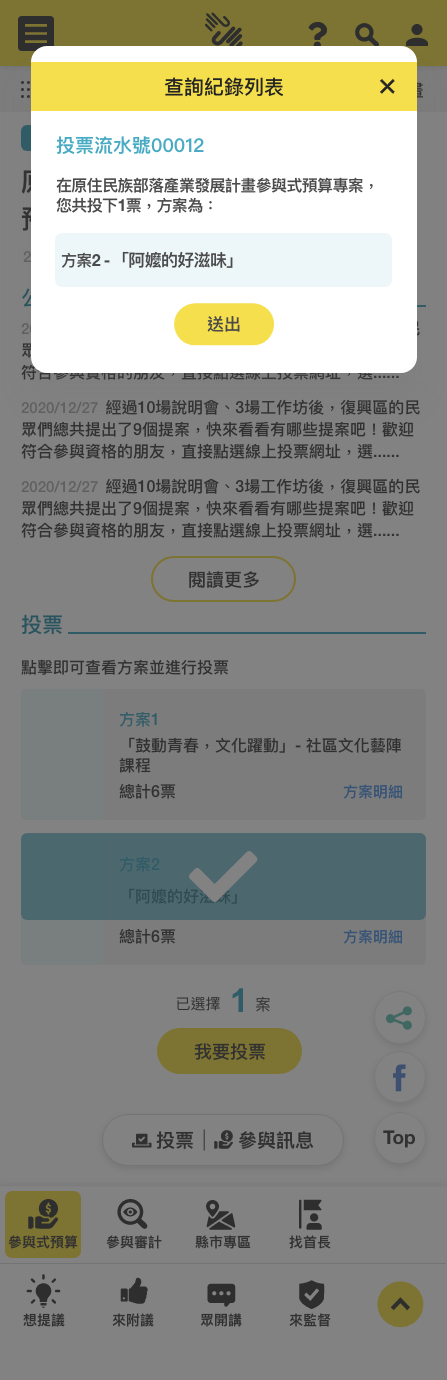 查詢紀錄列表
投票流水號00012
在原住民族部落產業發展計畫參與式預算專案，
您共投下1票，方案為：
方案2 - 「阿嬤的好滋味」
送出
符合參與資格的朋友，直接點選線上投票網址，選......
2020/12/27 經過10場說明會、3場工作坊後，復興區的民
眾們總共提出了9個提案，快來看看有哪些提案吧！歡迎
符合參與資格的朋友，直接點選線上投票網址，選......
2020/12/27 經過10場說明會、3場工作坊後，復興區的民
眾們總共提出了9個提案，快來看看有哪些提案吧！歡迎
符合參與資格的朋友，直接點選線上投票網址，選......
閱讀更多
投票
點擊即可查看方案並進行投票
方案1
「鼓動青春，文化躍動」- 社區文化藝陣
課程
總計6票 方案明細
方案2
「阿嬤的好滋味」
總計6票 方案明細
已選擇 1 案
我要投票
投票 | 參與訊息
Top
參與式預算 參與審計 縣市專區 找首長
想提議 來附議 眾開講 來監督